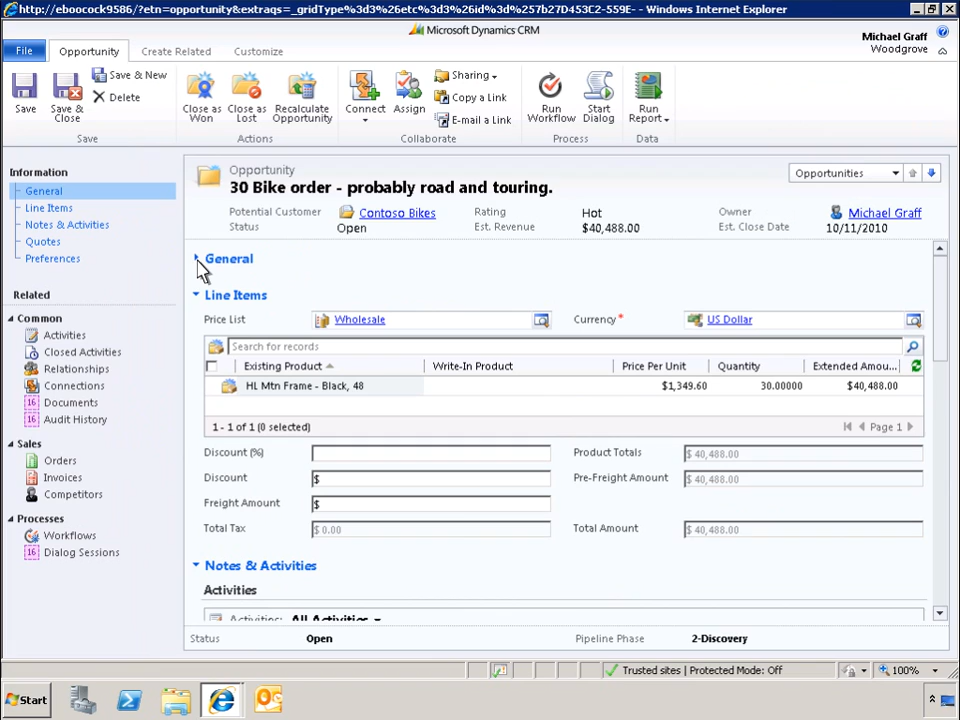 http://eboocock9586/?etn=opportunity&extraqs=_gridType%3d3%26etc%3d3%26id%3d%257b27D453C2-559E- - Windows Internet Explorer
Microsoft Dynamics CRM
Michael Graff
Woodgrove
File
Opportunity
Create Related
Customize
Save
Save & Close
Save & New
Delete
Save
Close as Won
Close as Lost
Recalculate Opportunity
Actions
Connect
Assign
Sharing
Copy a Link
E-mail a Link
Collaborate
Run Workflow
Start Dialog
Process
Run Report
Data
Information
General
Line Items
Notes & Activities
Quotes
Preferences
Related
Common
Activities
Closed Activities
Relationships
Connections
16 Documents
16 Audit History
Sales
Orders
Invoices
Competitors
Processes
Workflows
16 Dialog Sessions
Opportunity
30 Bike order - probably road and touring.
Opportunities
Potential Customer Contoso Bikes Rating Hot Owner Michael Graff
Status Open Est. Revenue $40,488.00 Est. Close Date 10/11/2010
General
Line Items
Price List Wholesale Currency* US Dollar
Search for records
Existing Product Write-In Product Price Per Unit Quantity Extended Amou...
HL Mtn Frame - Black, 48 $1,349.60 30.00000 $40,488.00
1 - 1 of 1 (0 selected) Page 1
Discount (%) Product Totals $ 40,488.00
Discount $ Pre-Freight Amount $ 40,488.00
Freight Amount $
Total Tax $ 0.00 Total Amount $ 40,488.00
Notes & Activities
Activities
Activities: All Activities
Status Open Pipeline Phase 2-Discovery
Trusted sites | Protected Mode: Off 100%
Start